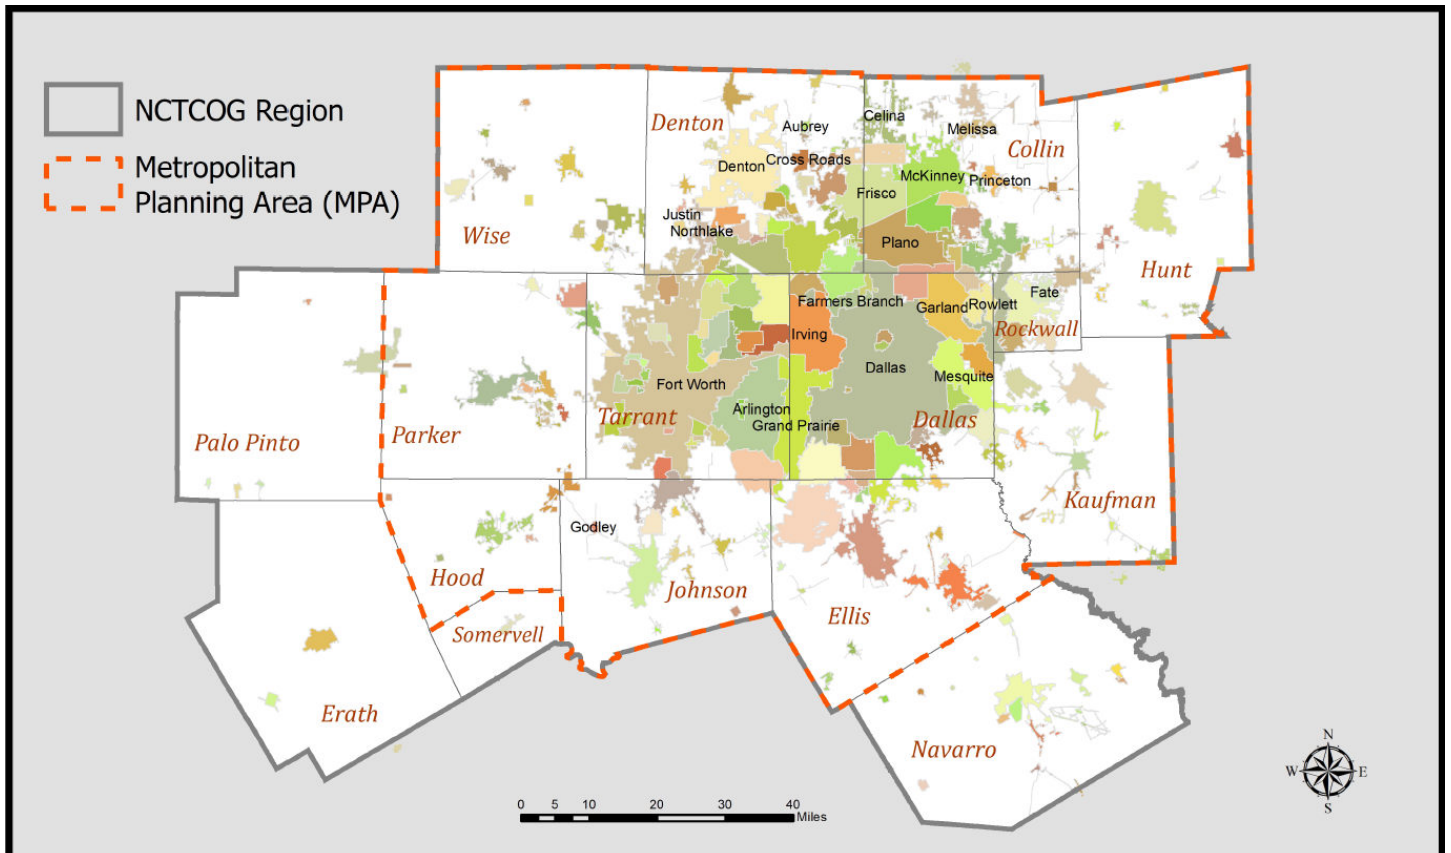 NCTCOG Region
Metropolitan
Planning Area (MPA)
Denton
Aubrey
Celina
Melissa
Collin
Denton
Cross Roads
McKinney
Princeton
Frisco
Justin
Northlake
Wise
Plano
Hunt
Farmers Branch
Garland
Rowlett
Fate
Rockwall
Irving
Dallas
Mesquite
Fort Worth
Arlington
Grand Prairie
Tarrant
Dallas
Palo Pinto
Parker
Kaufman
Godley
Hood
Johnson
Ellis
Somervell
Erath
Navarro
N
W
E
S
0 5 10 20 30 40
Miles